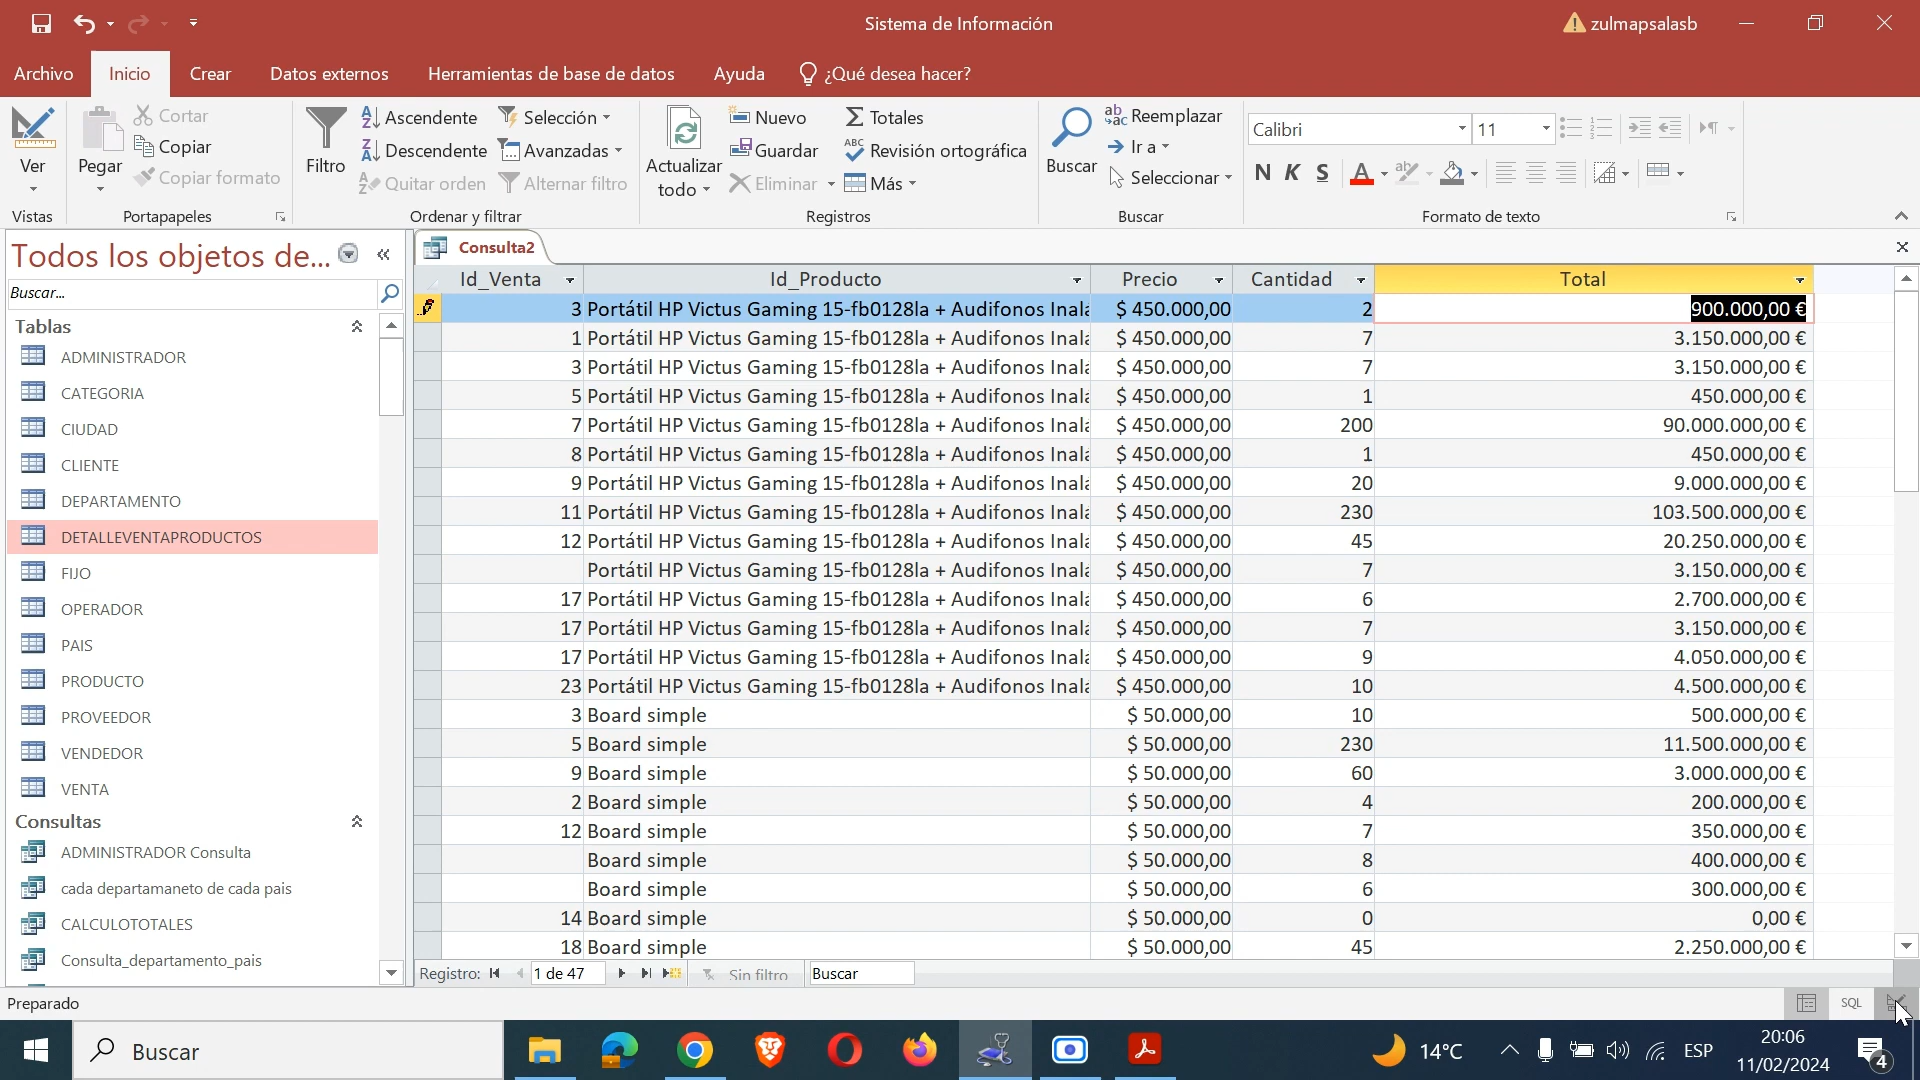 Sistema de Información
zulmapsalasb
Archivo Inicio Crear Datos externos Herramientas de base de datos Ayuda ¿Qué desea hacer?
Ver
Vistas
Pegar
Cortar
Copiar
Copiar formato
Portapapeles
Filtro
Ascendente
Descendente
Quitar orden
Selección
Avanzadas
Alternar filtro
Ordenar y filtrar
Actualizar
todo
Nuevo
Guardar
Eliminar
Totales
Revisión ortográfica
Más
Registros
Buscar
Reemplazar
Ir a
Seleccionar
Buscar
Calibri 11
N K S
Formato de texto
Todos los objetos de...
Buscar...
Tablas
ADMINISTRADOR
CATEGORIA
CIUDAD
CLIENTE
DEPARTAMENTO
DETALLEVENTAPRODUCTOS
FIJO
OPERADOR
PAIS
PRODUCTO
PROVEEDOR
VENDEDOR
VENTA
Consultas
ADMINISTRADOR Consulta
cada departamaneto de cada pais
CALCULOTOTALES
Consulta_departamento_pais
Consulta2
Id_Venta Id_Producto Precio Cantidad Total
3 Portátil HP Victus Gaming 15-fb0128la + Audifonos Inala $ 450.000,00 2 900.000,00 €
1 Portátil HP Victus Gaming 15-fb0128la + Audifonos Inala $ 450.000,00 7 3.150.000,00 €
3 Portátil HP Victus Gaming 15-fb0128la + Audifonos Inala $ 450.000,00 7 3.150.000,00 €
5 Portátil HP Victus Gaming 15-fb0128la + Audifonos Inala $ 450.000,00 1 450.000,00 €
7 Portátil HP Victus Gaming 15-fb0128la + Audifonos Inala $ 450.000,00 200 90.000.000,00 €
8 Portátil HP Victus Gaming 15-fb0128la + Audifonos Inala $ 450.000,00 1 450.000,00 €
9 Portátil HP Victus Gaming 15-fb0128la + Audifonos Inala $ 450.000,00 20 9.000.000,00 €
11 Portátil HP Victus Gaming 15-fb0128la + Audifonos Inala $ 450.000,00 230 103.500.000,00 €
12 Portátil HP Victus Gaming 15-fb0128la + Audifonos Inala $ 450.000,00 45 20.250.000,00 €
Portátil HP Victus Gaming 15-fb0128la + Audifonos Inala $ 450.000,00 7 3.150.000,00 €
17 Portátil HP Victus Gaming 15-fb0128la + Audifonos Inala $ 450.000,00 6 2.700.000,00 €
17 Portátil HP Victus Gaming 15-fb0128la + Audifonos Inala $ 450.000,00 7 3.150.000,00 €
17 Portátil HP Victus Gaming 15-fb0128la + Audifonos Inala $ 450.000,00 9 4.050.000,00 €
23 Portátil HP Victus Gaming 15-fb0128la + Audifonos Inala $ 450.000,00 10 4.500.000,00 €
3 Board simple $ 50.000,00 10 500.000,00 €
5 Board simple $ 50.000,00 230 11.500.000,00 €
9 Board simple $ 50.000,00 60 3.000.000,00 €
2 Board simple $ 50.000,00 4 200.000,00 €
12 Board simple $ 50.000,00 7 350.000,00 €
Board simple $ 50.000,00 8 400.000,00 €
Board simple $ 50.000,00 6 300.000,00 €
14 Board simple $ 50.000,00 0 0,00 €
18 Board simple $ 50.000,00 45 2.250.000,00 €
Registro: 1 de 47 Sin filtro Buscar
Preparado
SQL
Buscar
14°C
ESP
20:06
11/02/2024
4